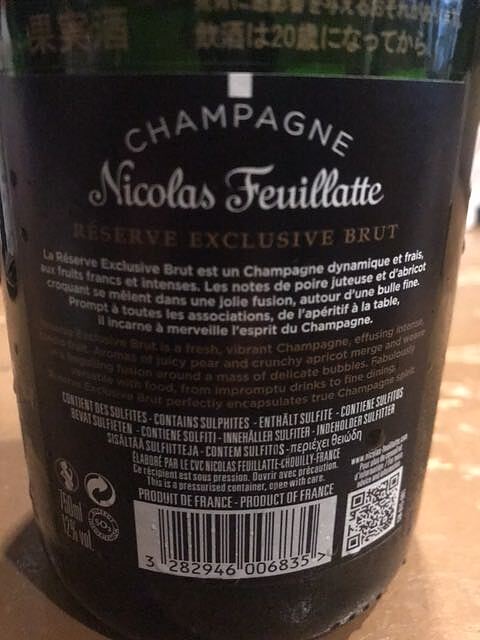 果実酒
飲酒は20歳になってから
CHAMPAGNE
Nicolas Feuillatte
RÉSERVE EXCLUSIVE BRUT
La Réserve Exclusive Brut est un Champagne dynamique et frais,
aux fruits francs et intenses. Les notes de poire juteuse et d'abricot
croquant se mêlent dans une jolie fusion, autour d'une bulle fine.
Prompt à toutes les associations, de l'apéritif à la table,
il incarne à merveille l'esprit du Champagne.
Exclusive Brut is a fresh, vibrant Champagne, effusing intense,
Aromas of juicy pear and crunchy apricot merge and weave
a beguiling fusion around a mass of delicate bubbles. Fabulously
versatile with food, from impromptu drinks to fine dining,
Réserve Exclusive Brut perfectly encapsulates true Champagne spirit.
CONTIENT DES SULFITES - CONTAINS SULPHITES - ENTHÄLT SULFITE - CONTIENE SULFITOS
BEVAT SULFIETEN - CONTIENE SOLFITI - INNEHÅLLER SULFITER - INDEHOLDER SULFITTER
SISÄLTÄÄ SULFIITTEJA - CONTEM SULFITOS - περιέχει θειώδη
ÉLABORÉ PAR LE CVC NICOLAS FEUILLATTE - CHOUILLY - FRANCE
Ce récipient est sous pression. Ouvrir avec précaution.
This is a pressurised container, open with care.
PRODUIT DE FRANCE - PRODUCT OF FRANCE
750ml
12% vol.
3 282946 006835 >